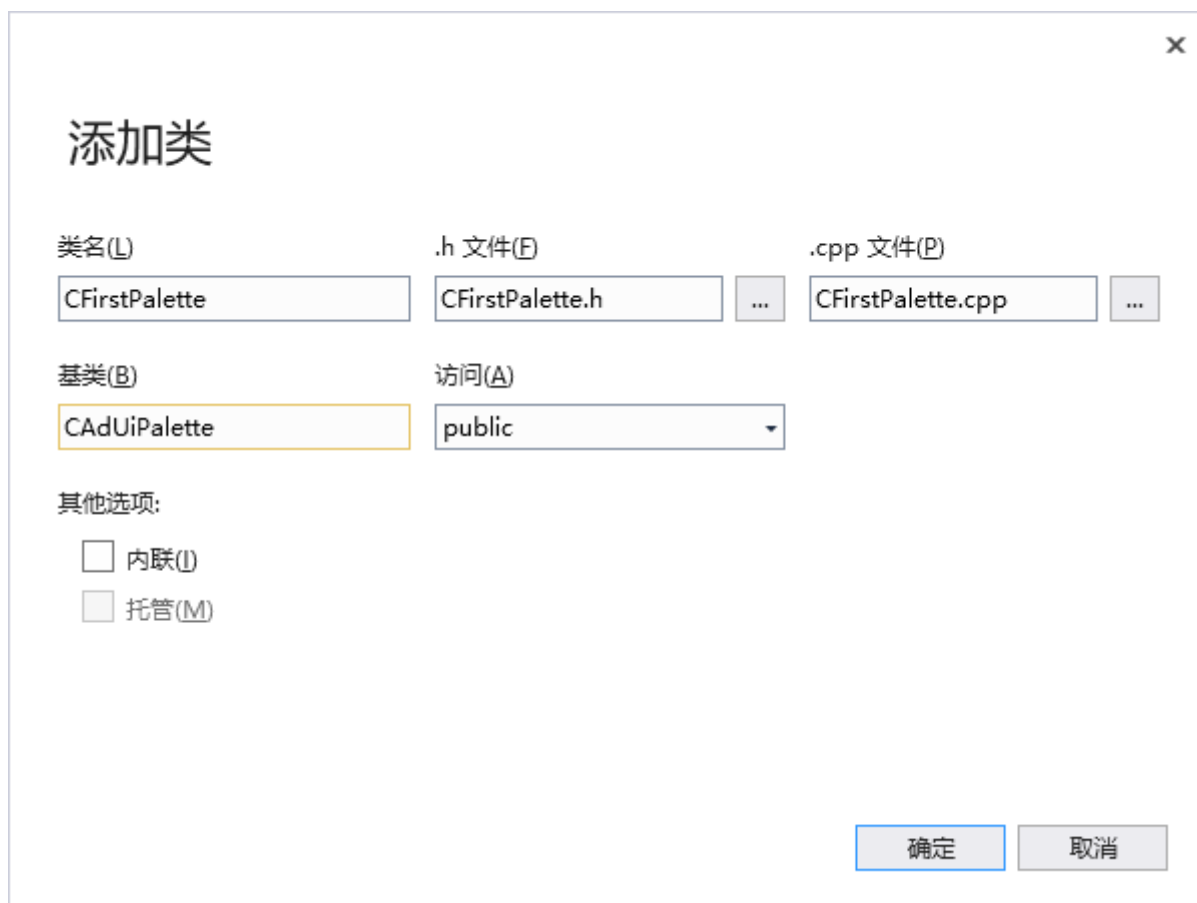 添加类
类名(L) .h 文件(F) .cpp 文件(P)
CFirstPalette CFirstPalette.h ... CFirstPalette.cpp ...
基类(B) 访问(A)
CAdUiPalette public
其他选项:
内联(I)
托管(M)
确定 取消